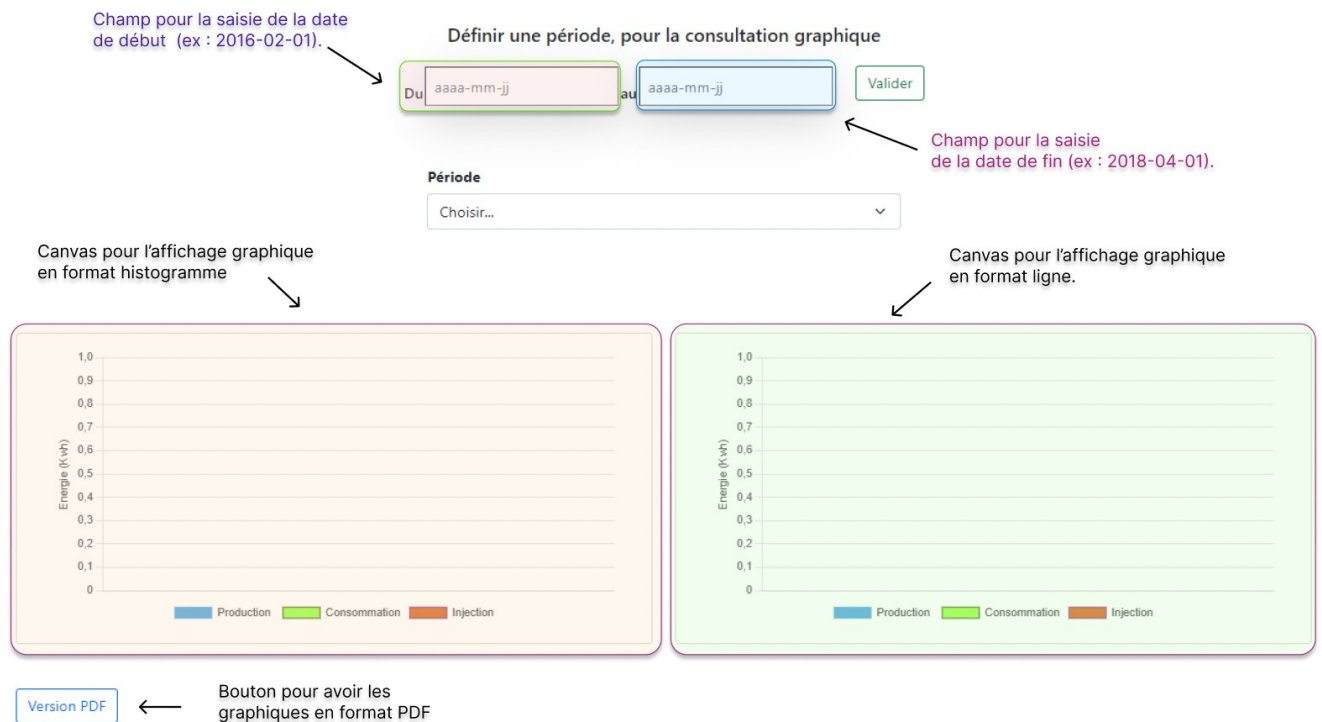 Champ pour la saisie de la date
de début (ex : 2016-02-01).
Définir une période, pour la consultation graphique
Du aaaa-mm-jj au aaaa-mm-jj Valider
Champ pour la saisie
de la date de fin (ex : 2018-04-01).
Période
Choisir...
Canvas pour l'affichage graphique
en format histogramme
Canvas pour l'affichage graphique
en format ligne.
Energie (Kwh)
1,0
0,9
0,8
0,7
0,6
0,5
0,4
0,3
0,2
0,1
0
Production Consommation Injection
Energie (Kwh)
1,0
0,9
0,8
0,7
0,6
0,5
0,4
0,3
0,2
0,1
0
Production Consommation Injection
Version PDF
Bouton pour avoir les
graphiques en format PDF